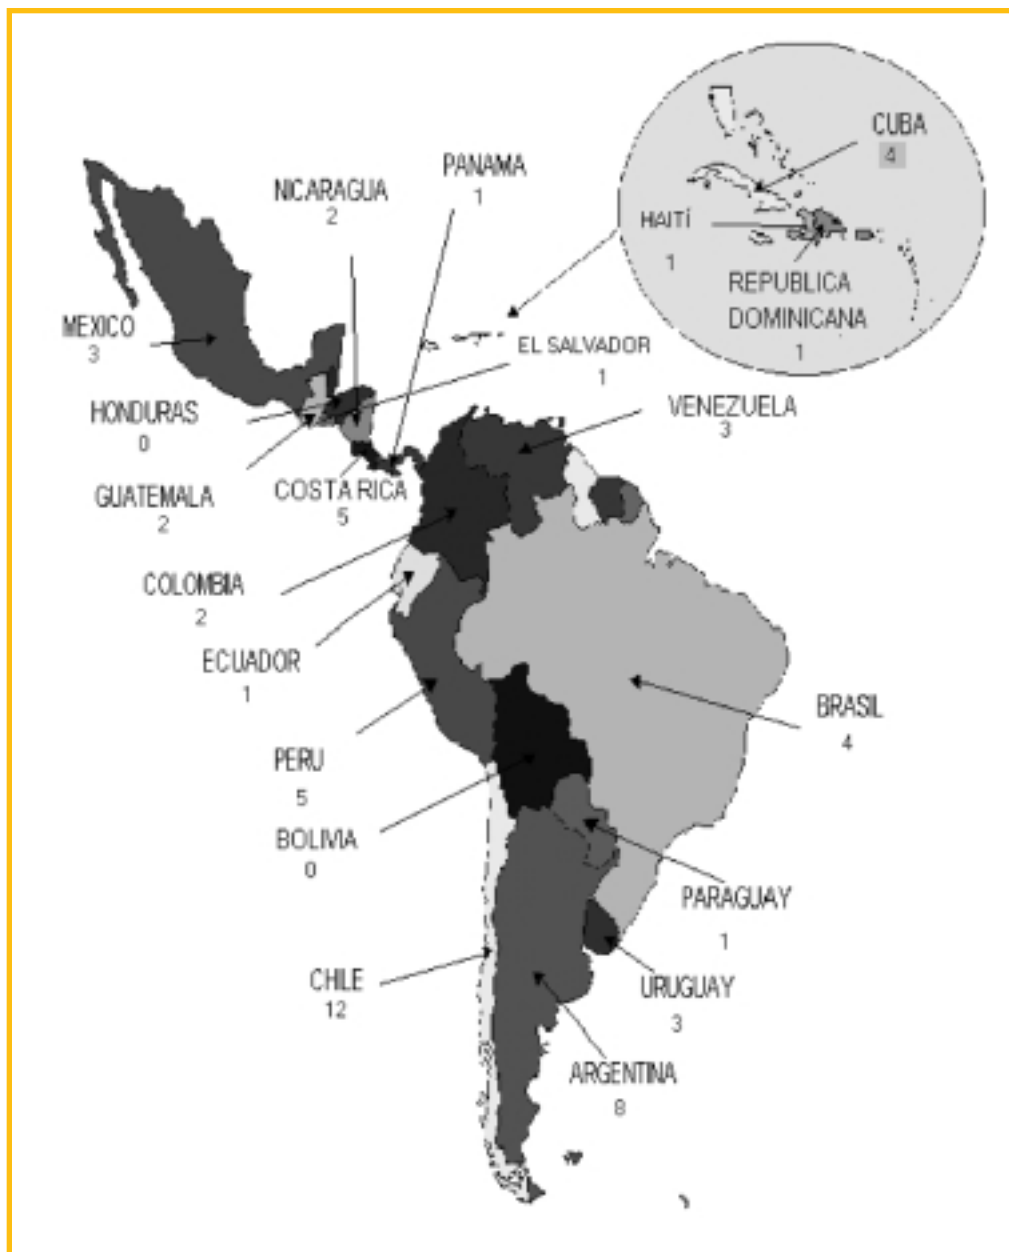 CUBA
4
PANAMA
1
NICARAGUA
2
HAITÍ
1
REPUBLICA
DOMINICANA
1
MEXICO
3
EL SALVADOR
1
HONDURAS
0
VENEZUELA
3
GUATEMALA
2
COSTA RICA
5
COLOMBIA
2
ECUADOR
1
BRASIL
4
PERU
5
BOLIVIA
0
PARAGUAY
1
CHILE
12
URUGUAY
3
ARGENTINA
8